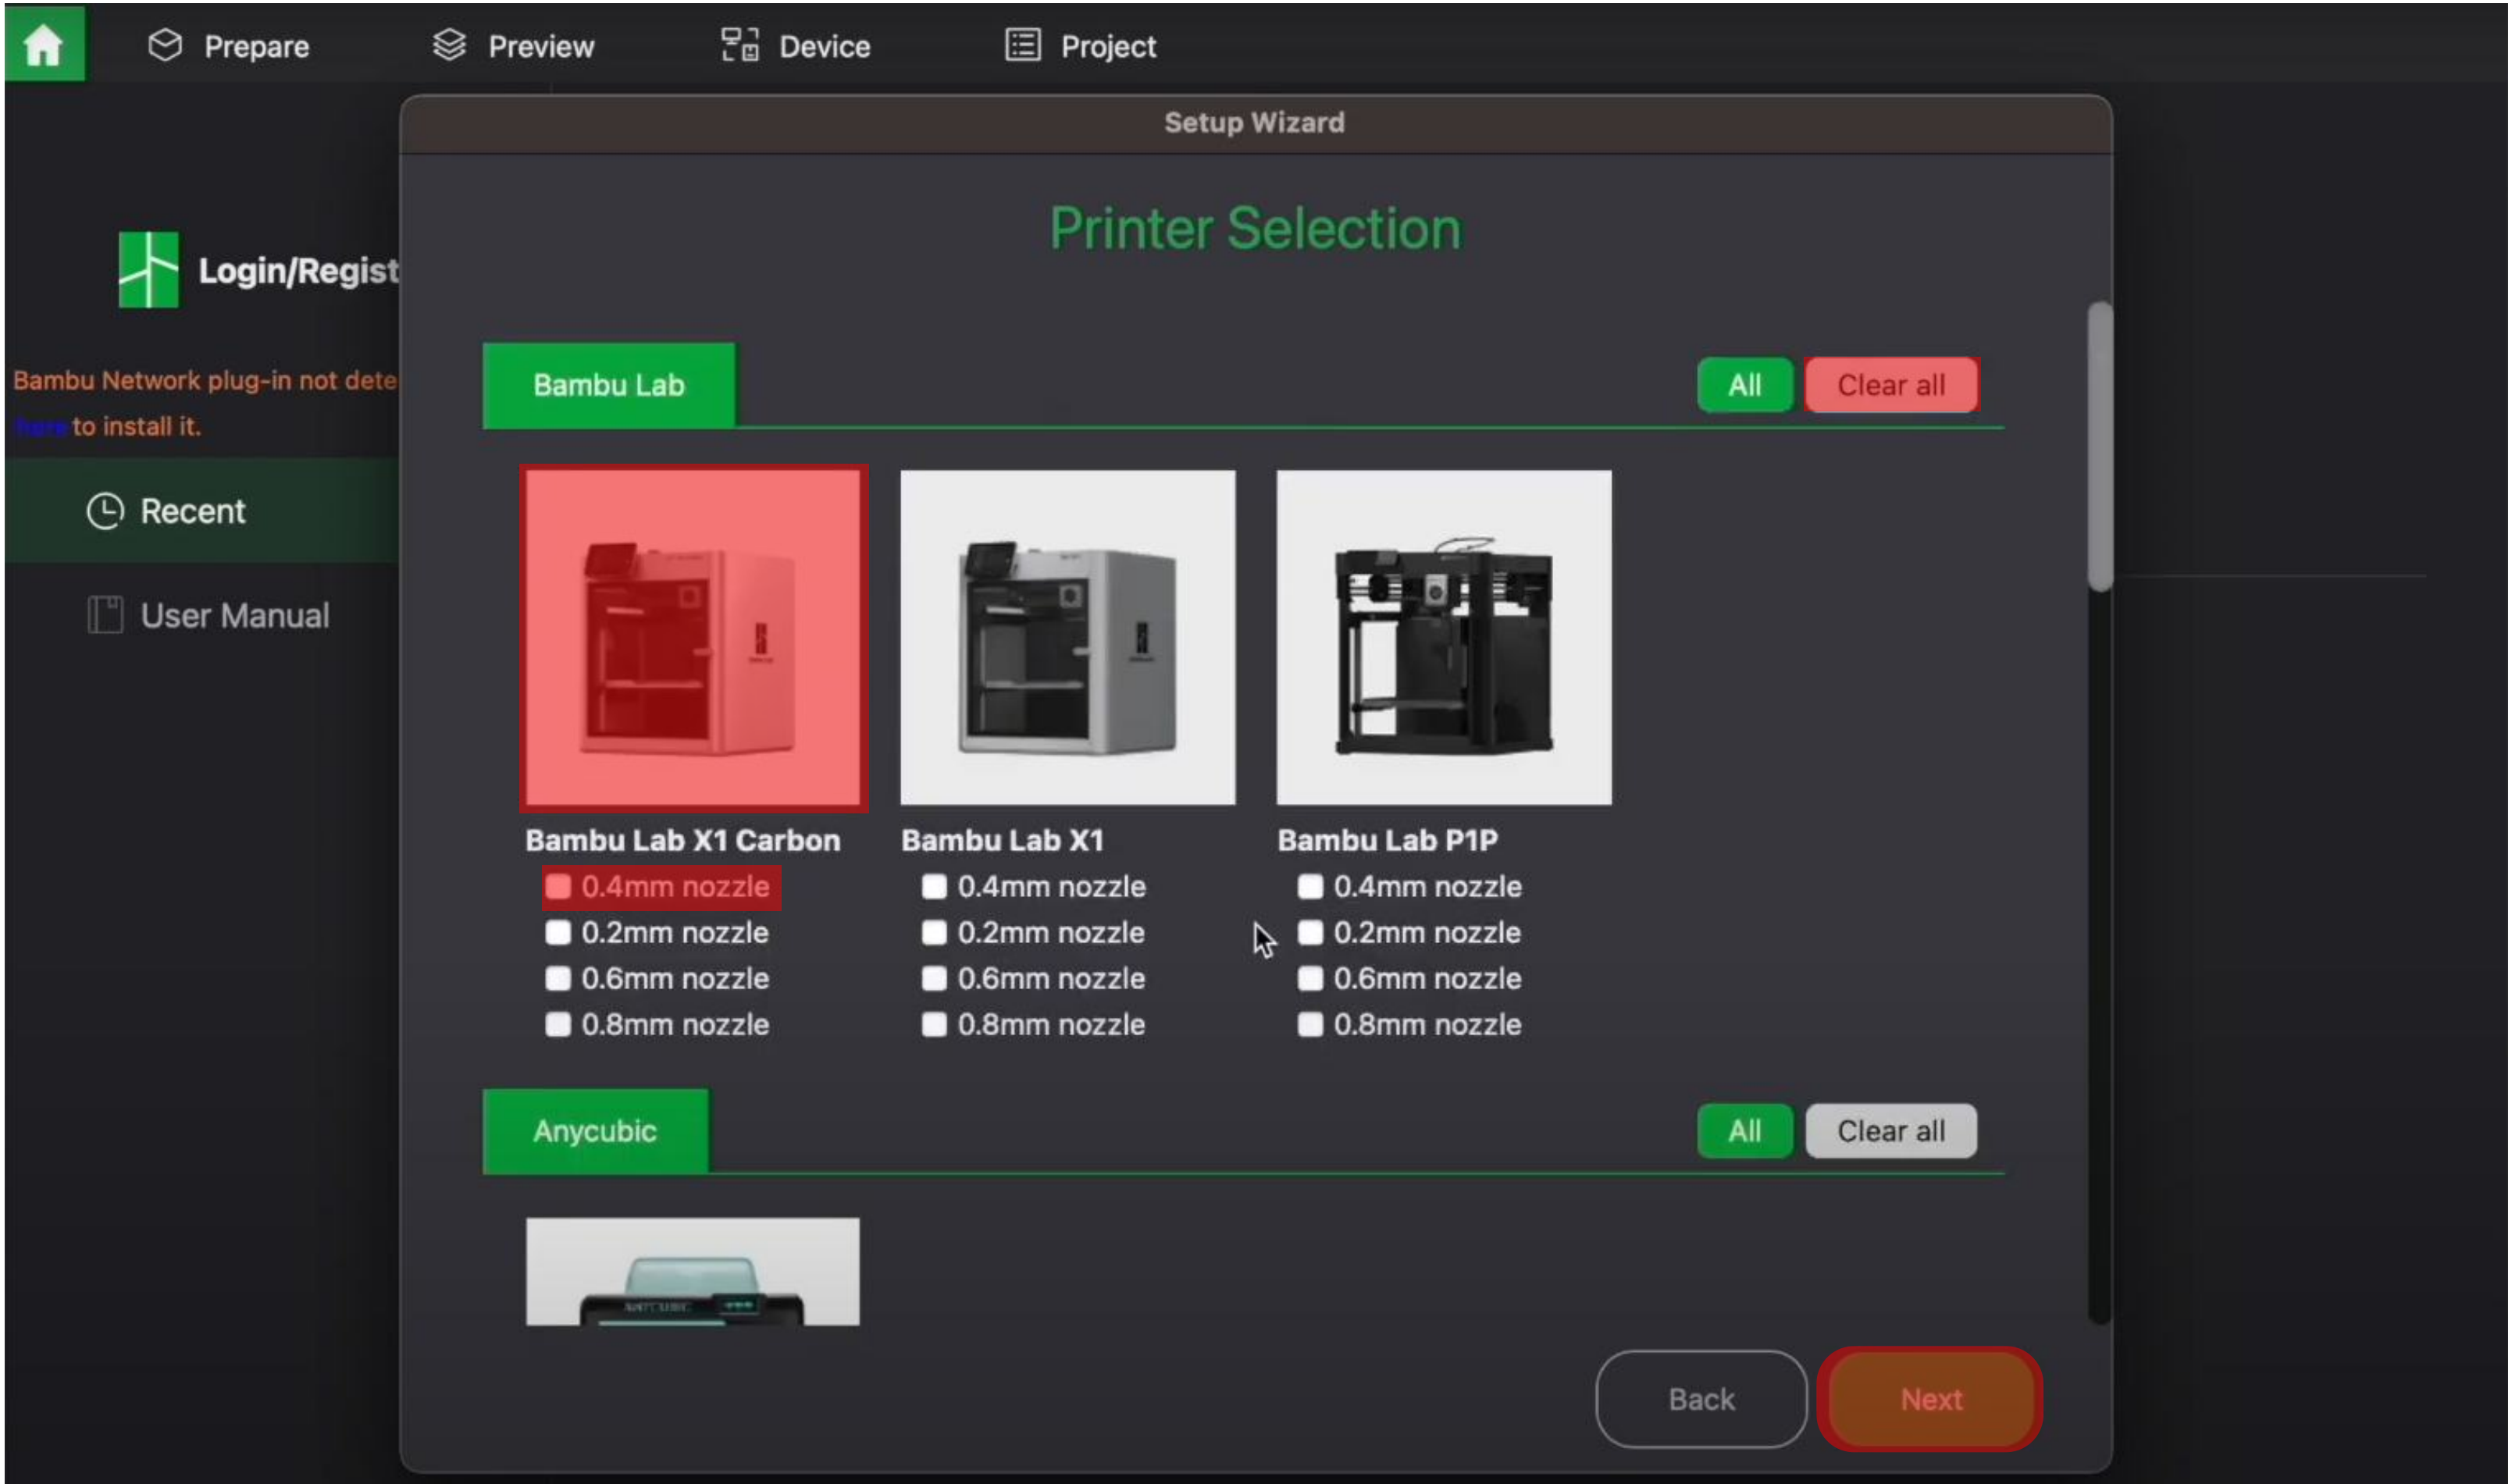 Prepare
Preview
Device
Project
Setup Wizard
Printer Selection
Login/Regist
Bambu Network plug-in not dete
here to install it.
Recent
User Manual
Bambu Lab
All
Clear all
Bambu Lab X1 Carbon
0.4mm nozzle
0.2mm nozzle
0.6mm nozzle
0.8mm nozzle
Bambu Lab X1
0.4mm nozzle
0.2mm nozzle
0.6mm nozzle
0.8mm nozzle
Bambu Lab P1P
0.4mm nozzle
0.2mm nozzle
0.6mm nozzle
0.8mm nozzle
Anycubic
All
Clear all
ANYCUBIC
Back
Next